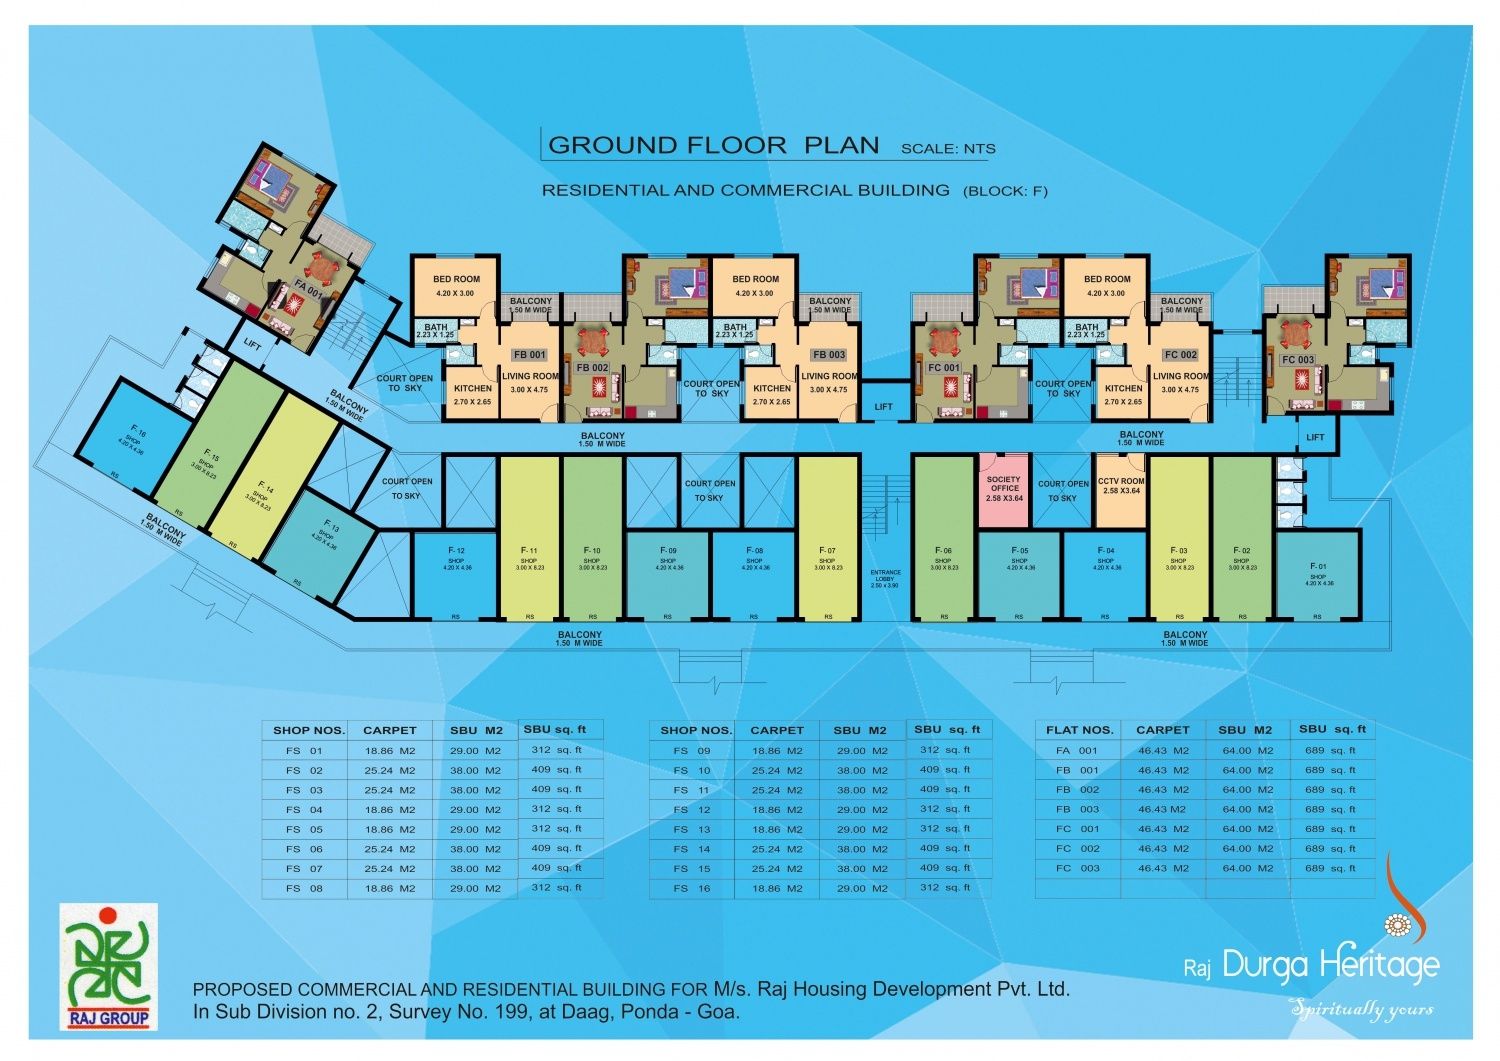 GROUND FLOOR PLAN SCALE: NTS
RESIDENTIAL AND COMMERCIAL BUILDING (BLOCK: F)
FA 001
LIFT
BED ROOM
4.20 X 3.00
BALCONY
1.50 M WIDE
BATH
2.23 X 1.25
FB 001
LIVING ROOM
3.00 X 4.75
KITCHEN
2.70 X 2.65
COURT OPEN
TO SKY
FB 002
BED ROOM
4.20 X 3.00
BALCONY
1.50 M WIDE
BATH
2.23 X 1.25
FB 003
COURT OPEN
TO SKY
KITCHEN
2.70 X 2.65
LIVING ROOM
3.00 X 4.75
LIFT
FC 001
BED ROOM
4.20 X 3.00
BALCONY
1.50 M WIDE
BATH
2.23 X 1.25
FC 002
COURT OPEN
TO SKY
KITCHEN
2.70 X 2.65
LIVING ROOM
3.00 X 4.75
FC 003
LIFT
BALCONY
1.50 M WIDE
BALCONY
1.50 M WIDE
BALCONY
1.50 M WIDE
F- 16
SHOP
4.20 X 4.36
RS
F- 15
SHOP
3.00 X 8.23
RS
F- 14
SHOP
3.00 X 8.23
RS
F- 13
SHOP
4.20 X 4.36
RS
BALCONY
1.50 M WIDE
COURT OPEN
TO SKY
F- 12
SHOP
4.20 X 4.36
RS
F- 11
SHOP
3.00 X 8.23
RS
F- 10
SHOP
3.00 X 8.23
RS
F- 09
SHOP
4.20 X 4.36
RS
COURT OPEN
TO SKY
F- 08
SHOP
4.20 X 4.36
RS
F- 07
SHOP
3.00 X 8.23
RS
ENTRANCE
LOBBY
2.50 x 3.90
F- 06
SHOP
3.00 X 8.23
RS
SOCIETY
OFFICE
2.58 X3.64
COURT OPEN
TO SKY
CCTV ROOM
2.58 X3.64
F- 05
SHOP
4.20 X 4.36
RS
F- 04
SHOP
4.20 X 4.36
RS
F- 03
SHOP
3.00 X 8.23
RS
F- 02
SHOP
3.00 X 8.23
RS
F- 01
SHOP
4.20 X 4.36
RS
BALCONY
1.50 M WIDE
BALCONY
1.50 M WIDE
SHOP NOS. CARPET SBU M2 SBU sq. ft
FS 01 18.86 M2 29.00 M2 312 sq. ft
FS 02 25.24 M2 38.00 M2 409 sq. ft
FS 03 25.24 M2 38.00 M2 409 sq. ft
FS 04 18.86 M2 29.00 M2 312 sq. ft
FS 05 18.86 M2 29.00 M2 312 sq. ft
FS 06 25.24 M2 38.00 M2 409 sq. ft
FS 07 25.24 M2 38.00 M2 409 sq. ft
FS 08 18.86 M2 29.00 M2 312 sq. ft
SHOP NOS. CARPET SBU M2 SBU sq. ft
FS 09 18.86 M2 29.00 M2 312 sq. ft
FS 10 25.24 M2 38.00 M2 409 sq. ft
FS 11 25.24 M2 38.00 M2 409 sq. ft
FS 12 18.86 M2 29.00 M2 312 sq. ft
FS 13 18.86 M2 29.00 M2 312 sq. ft
FS 14 25.24 M2 38.00 M2 409 sq. ft
FS 15 25.24 M2 38.00 M2 409 sq. ft
FS 16 18.86 M2 29.00 M2 312 sq. ft
FLAT NOS. CARPET SBU M2 SBU sq. ft
FA 001 46.43 M2 64.00 M2 689 sq. ft
FB 001 46.43 M2 64.00 M2 689 sq. ft
FB 002 46.43 M2 64.00 M2 689 sq. ft
FB 003 46.43 M2 64.00 M2 689 sq. ft
FC 001 46.43 M2 64.00 M2 689 sq. ft
FC 002 46.43 M2 64.00 M2 689 sq. ft
FC 003 46.43 M2 64.00 M2 689 sq. ft
RAJ GROUP
PROPOSED COMMERCIAL AND RESIDENTIAL BUILDING FOR M/s. Raj Housing Development Pvt. Ltd.
In Sub Division no. 2, Survey No. 199, at Daag, Ponda - Goa.
Raj Durga Heritage
Spiritually yours